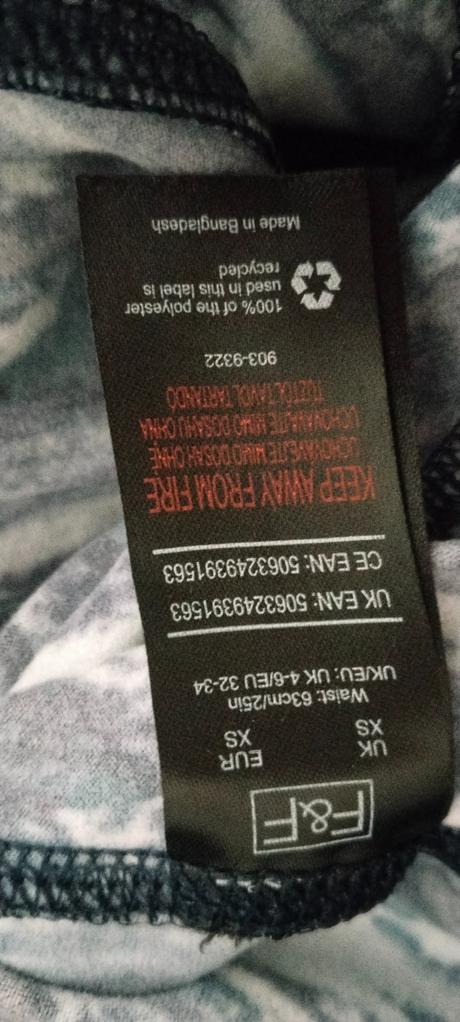 F&F
UK EUR
XS XS
Waist: 63cm/25in
UK/EU: UK 4-6/EU 32-34
UK EAN: 5063249391563
CE EAN: 5063249391563
KEEP AWAY FROM FIRE
UCHOVÁVEJTE MIMO DOSAH OHNĚ
UCHOVÁVAJTE MIMO DOSAHU OHŇA
TŰZTŐL TÁVOL TARTANDÓ
903-9322
100% of the polyester
used in this label is
recycled
Made in Bangladesh